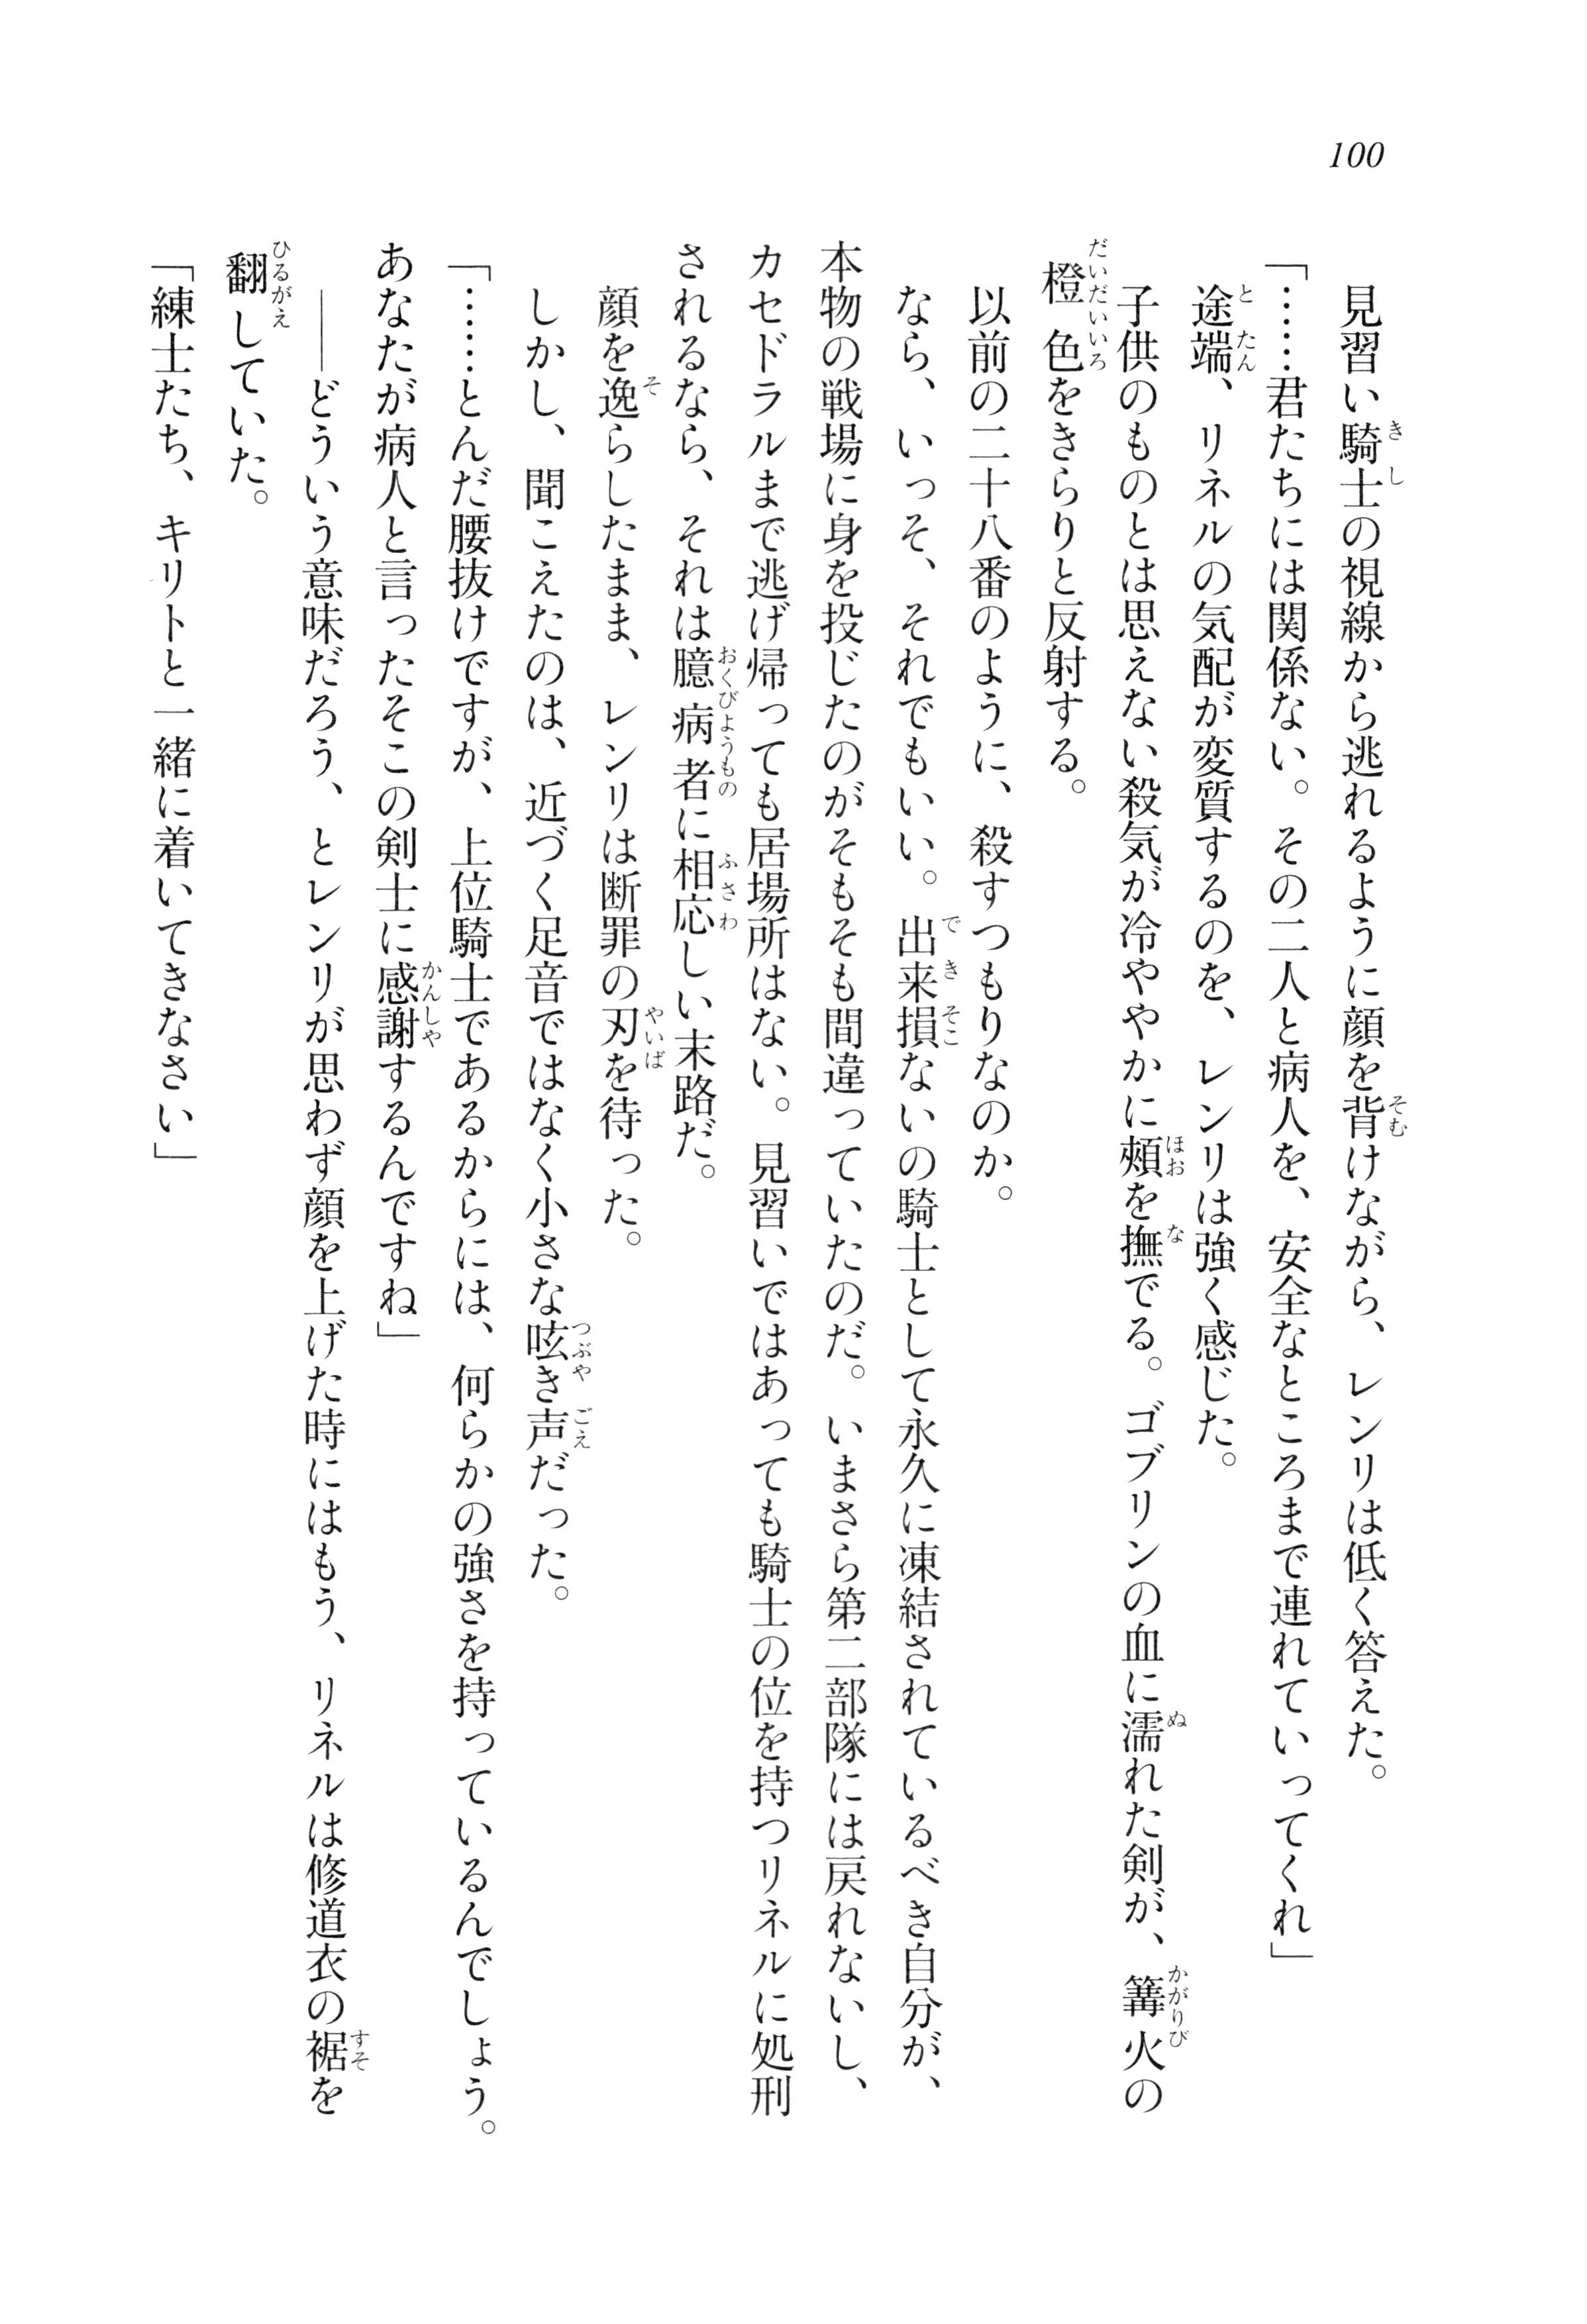 100
見習い騎士の視線から逃れるように顔を背けながら、レンリは低く答えた。
「……君たちには関係ない。その二人と病人を、安全なところまで連れていってくれ」
途端、リネルの気配が変質するのを、レンリは強く感じた。
子供のものとは思えない殺気が冷ややかに頰を撫でる。ゴブリンの血に濡れた剣が、篝火の
橙色をきらりと反射する。
以前の二十八番のように、殺すつもりなのか。
なら、いっそ、それでもいい。出来損ないの騎士として永久に凍結されているべき自分が、
本物の戦場に身を投じたのがそもそも間違っていたのだ。いまさら第二部隊には戻れないし、
カセドラルまで逃げ帰っても居場所はない。見習いではあっても騎士の位を持つリネルに処刑
されるなら、それは臆病者に相応しい末路だ。
顔を逸らしたまま、レンリは断罪の刃を待った。
しかし、聞こえたのは、近づく足音ではなく小さな呟き声だった。
「……とんだ腰抜けですが、上位騎士であるからには、何らかの強さを持っているんでしょう。
あなたが病人と言ったそこの剣士に感謝するんですね」
――どういう意味だろう、とレンリが思わず顔を上げた時にはもう、リネルは修道衣の裾を
翻していた。
「練士たち、キリトと一緒に着いてきなさい」